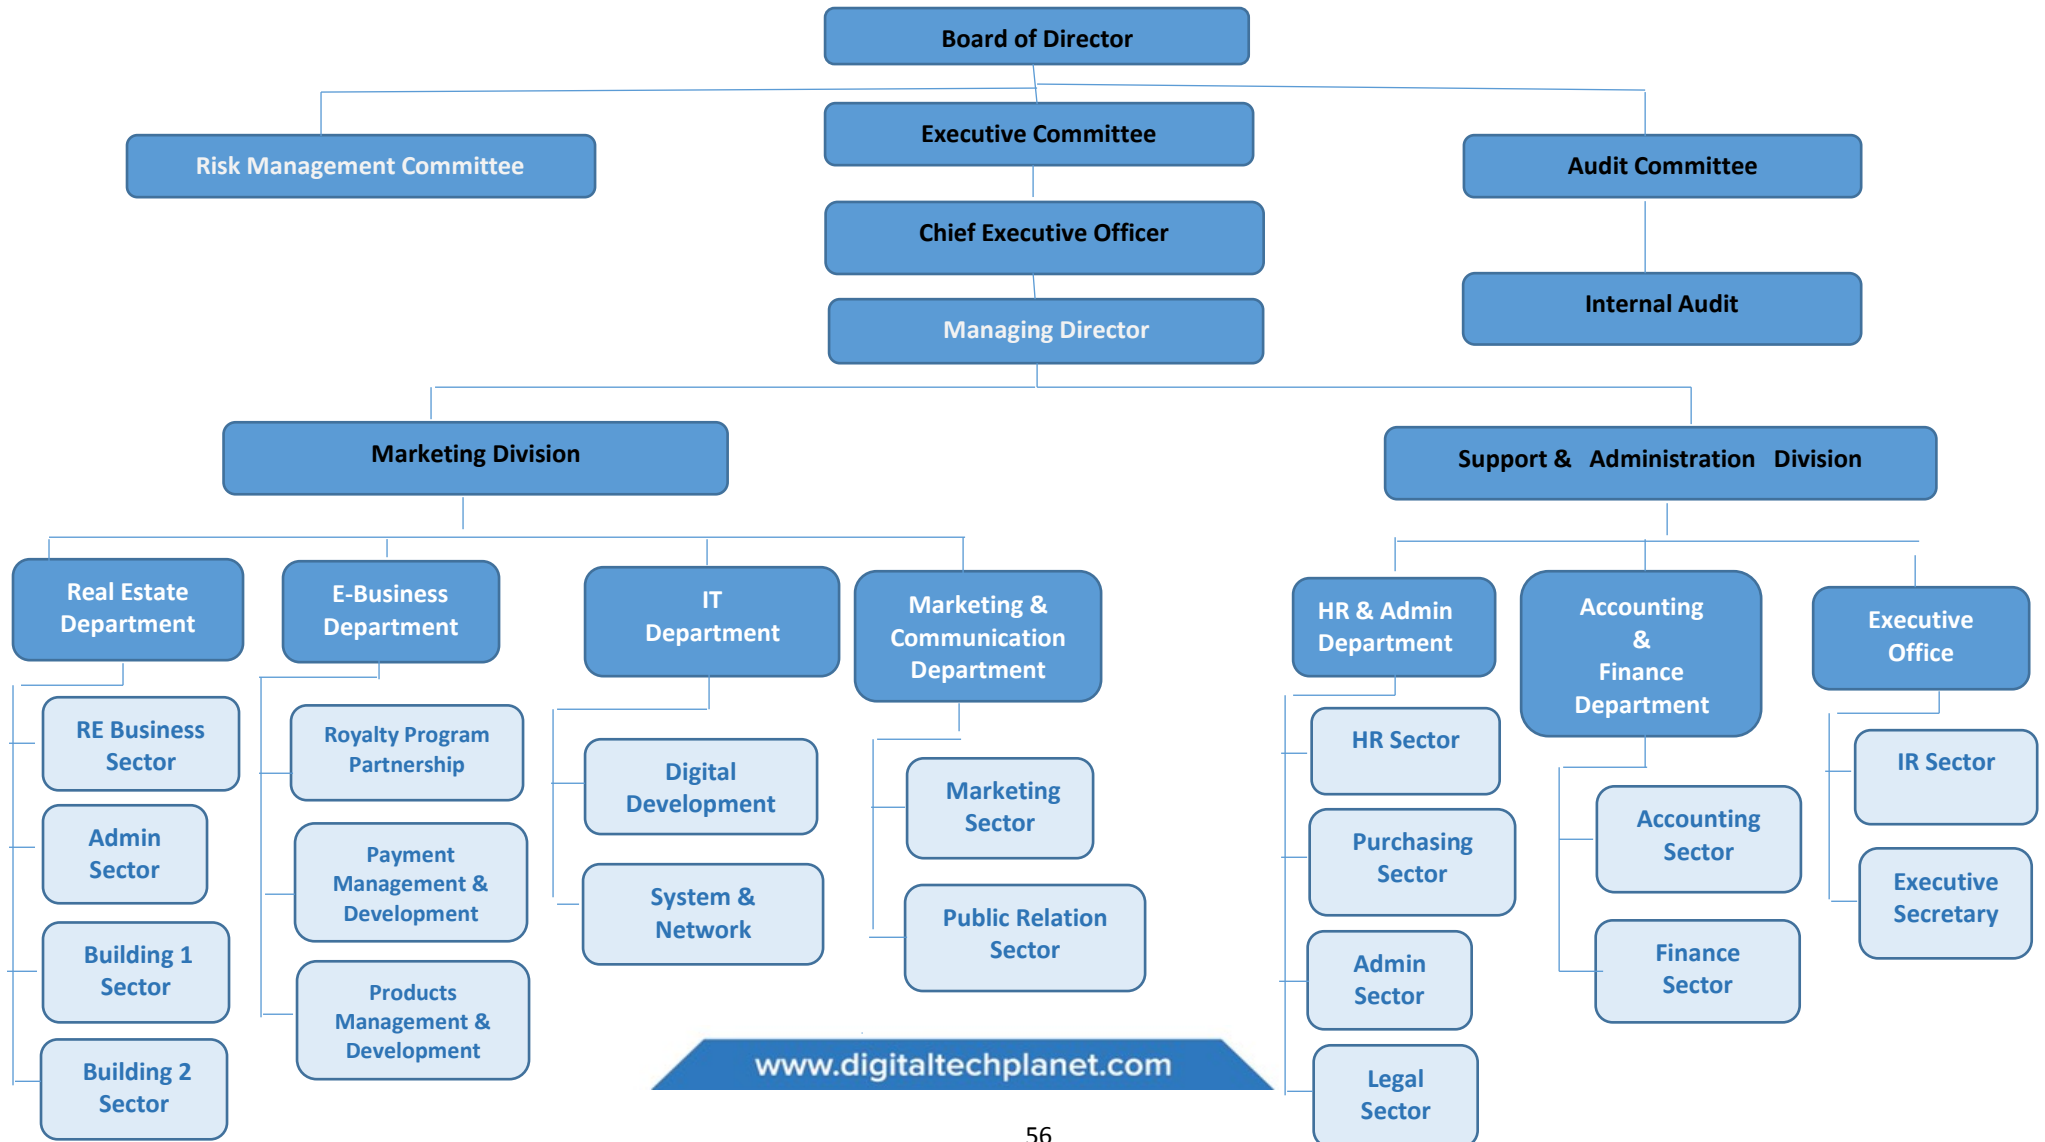 Board of Director
Executive Committee
Risk Management Committee
Audit Committee
Chief Executive Officer
Internal Audit
Managing Director
Marketing Division
Support & Administration Division
Real Estate
Department
E-Business
Department
IT
Department
Marketing &
Communication
Department
HR & Admin
Department
Accounting
&
Finance
Department
Executive
Office
RE Business
Sector
Admin
Sector
Building 1
Sector
Building 2
Sector
Royalty Program
Partnership
Payment
Management &
Development
Products
Management &
Development
Digital
Development
System &
Network
Marketing
Sector
Public Relation
Sector
HR Sector
Purchasing
Sector
Admin
Sector
Legal
Sector
Accounting
Sector
Finance
Sector
IR Sector
Executive
Secretary
www.digitaltechplanet.com
56